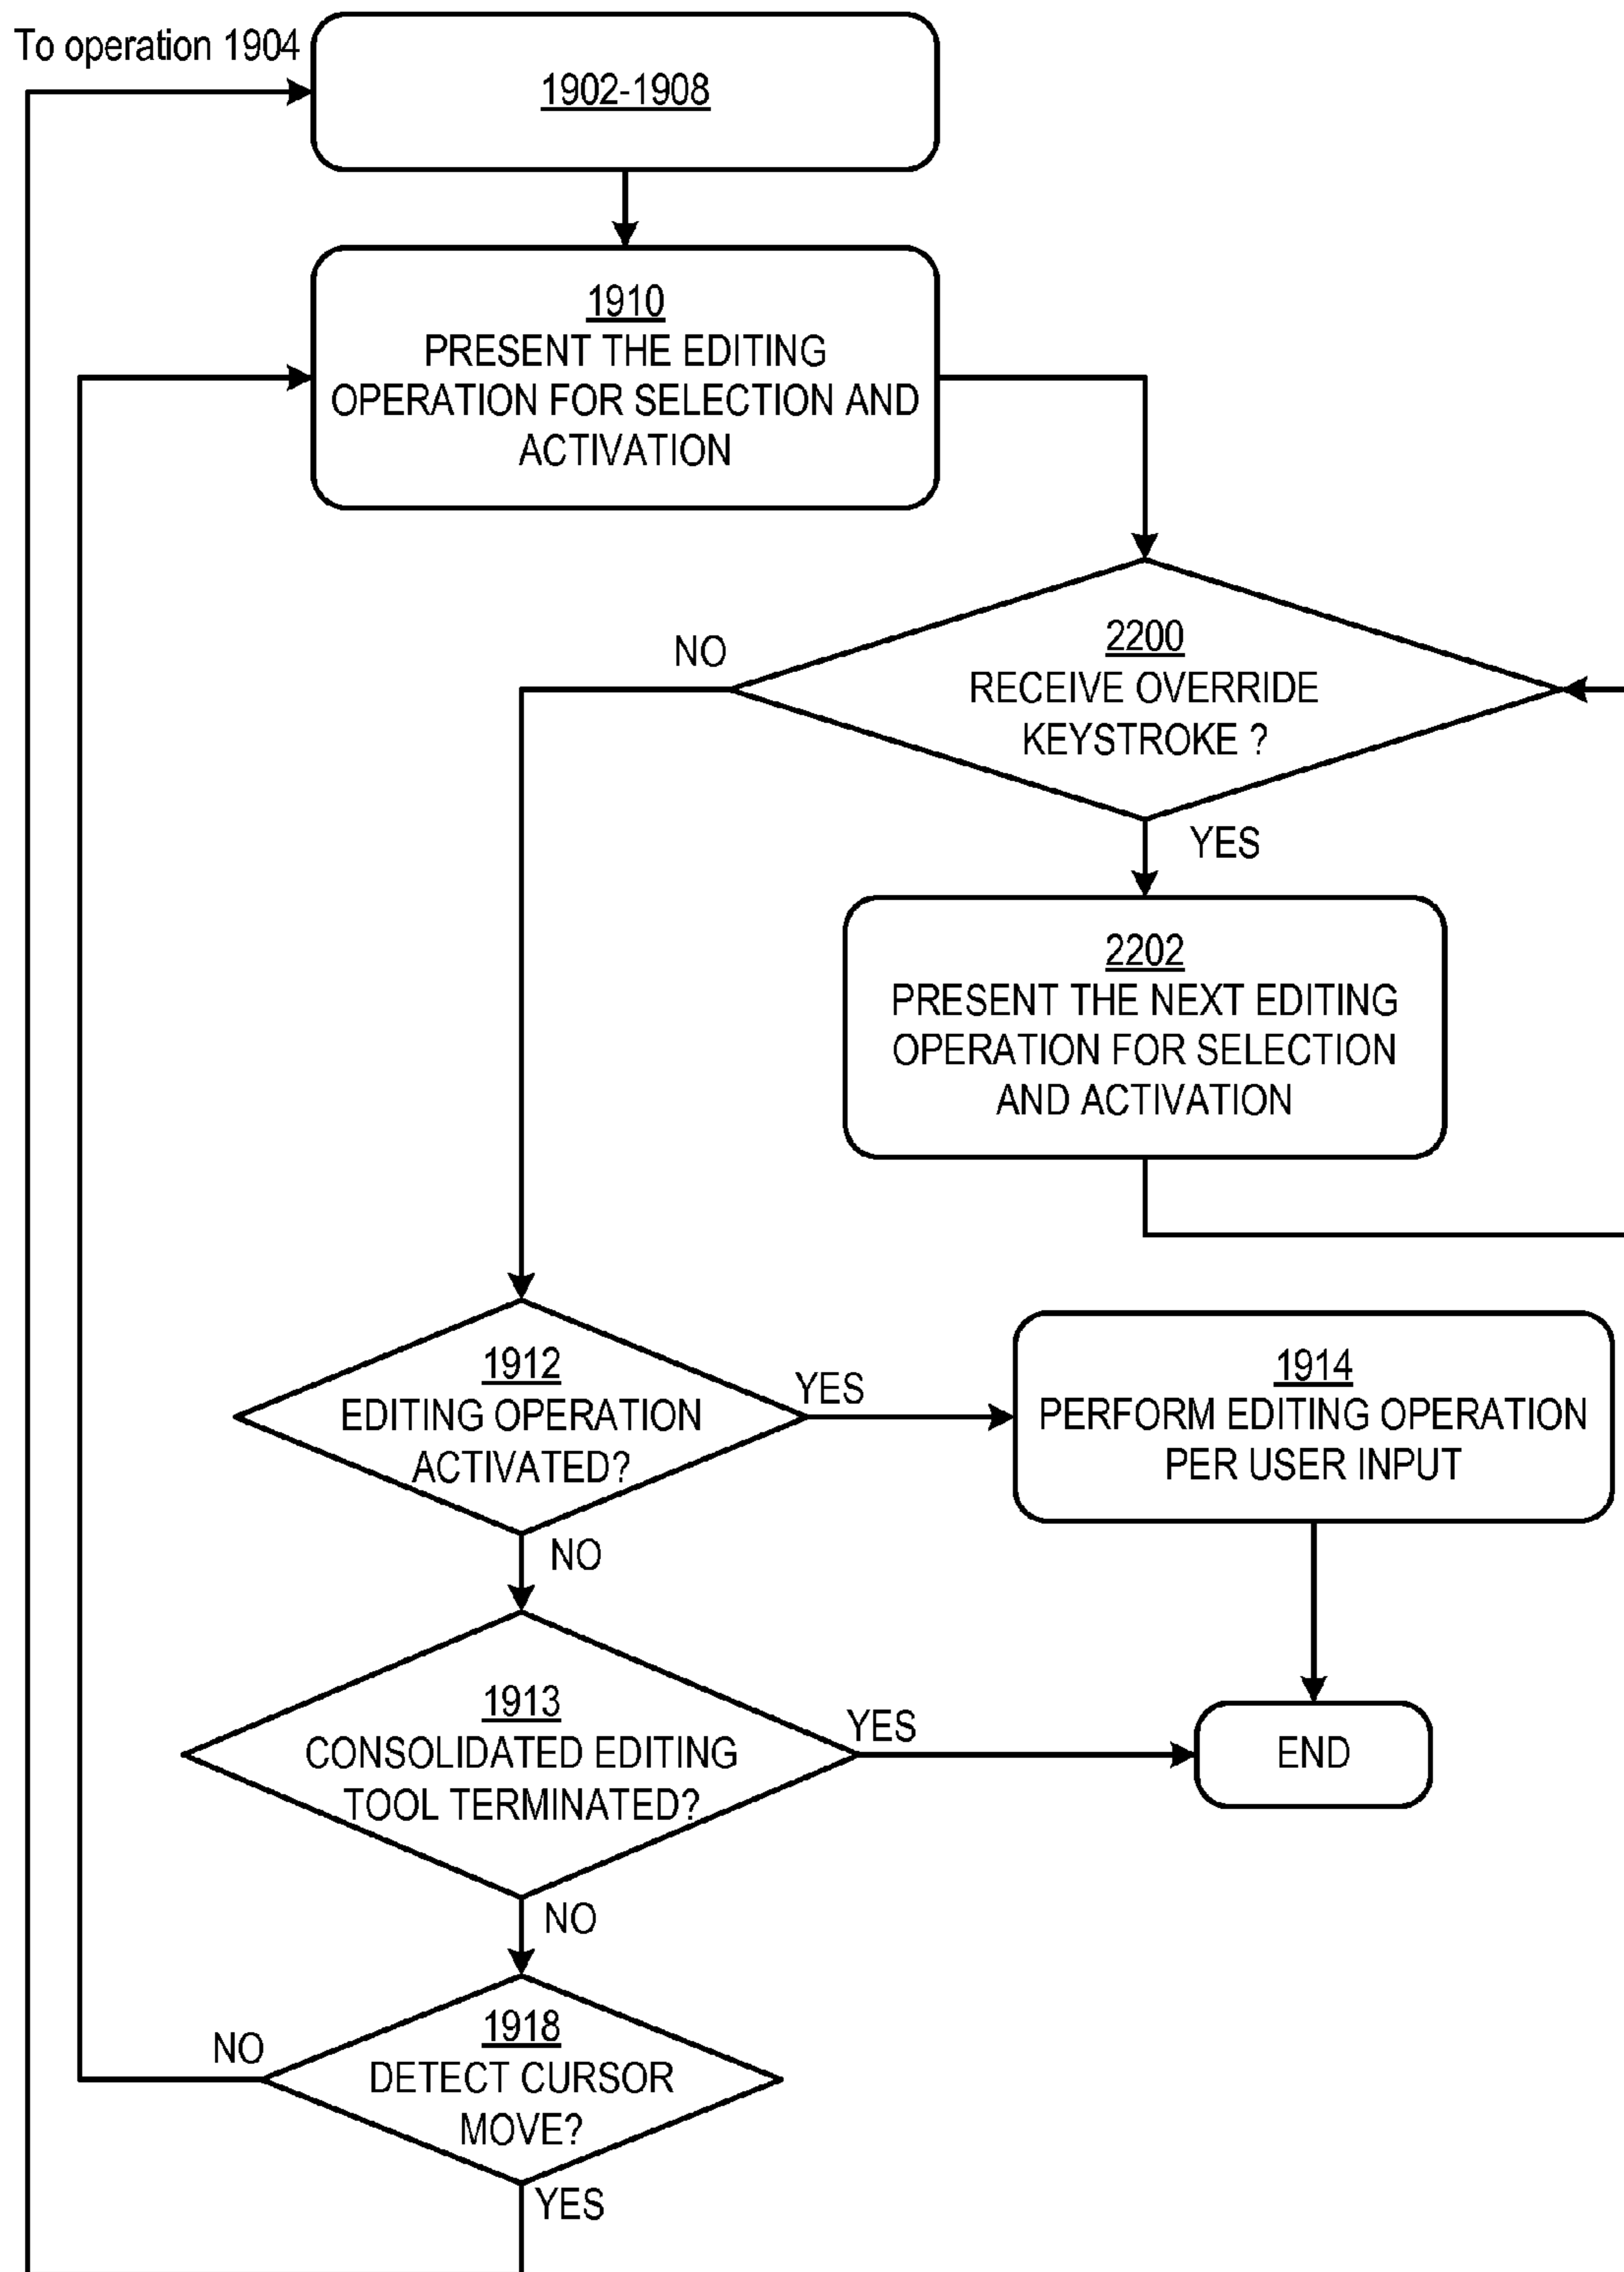 To operation 1904
1902-1908
1910
PRESENT THE EDITING
OPERATION FOR SELECTION AND
ACTIVATION
NO
2200
RECEIVE OVERRIDE
KEYSTROKE ?
YES
2202
PRESENT THE NEXT EDITING
OPERATION FOR SELECTION
AND ACTIVATION
1912
EDITING OPERATION
ACTIVATED?
YES
1914
PERFORM EDITING OPERATION
PER USER INPUT
NO
1913
CONSOLIDATED EDITING
TOOL TERMINATED?
YES
END
NO
1918
DETECT CURSOR
MOVE?
NO
YES